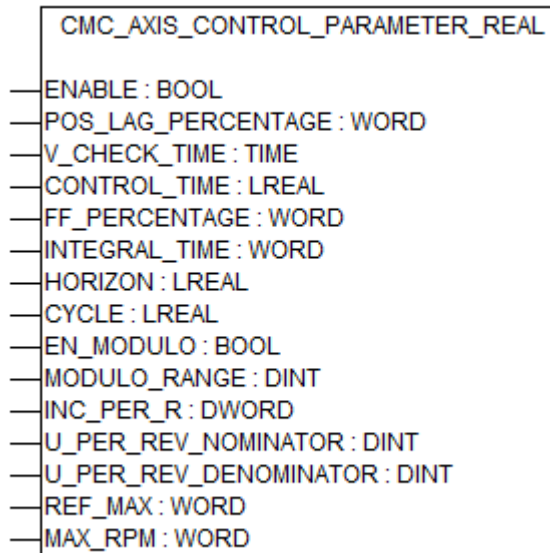 CMC_AXIS_CONTROL_PARAMETER_REAL
ENABLE : BOOL
POS_LAG_PERCENTAGE : WORD
V_CHECK_TIME : TIME
CONTROL_TIME : LREAL
FF_PERCENTAGE : WORD
INTEGRAL_TIME : WORD
HORIZON : LREAL
CYCLE : LREAL
EN_MODULO : BOOL
MODULO_RANGE : DINT
INC_PER_R : DWORD
U_PER_REV_NOMINATOR : DINT
U_PER_REV_DENOMINATOR : DINT
REF_MAX : WORD
MAX_RPM : WORD